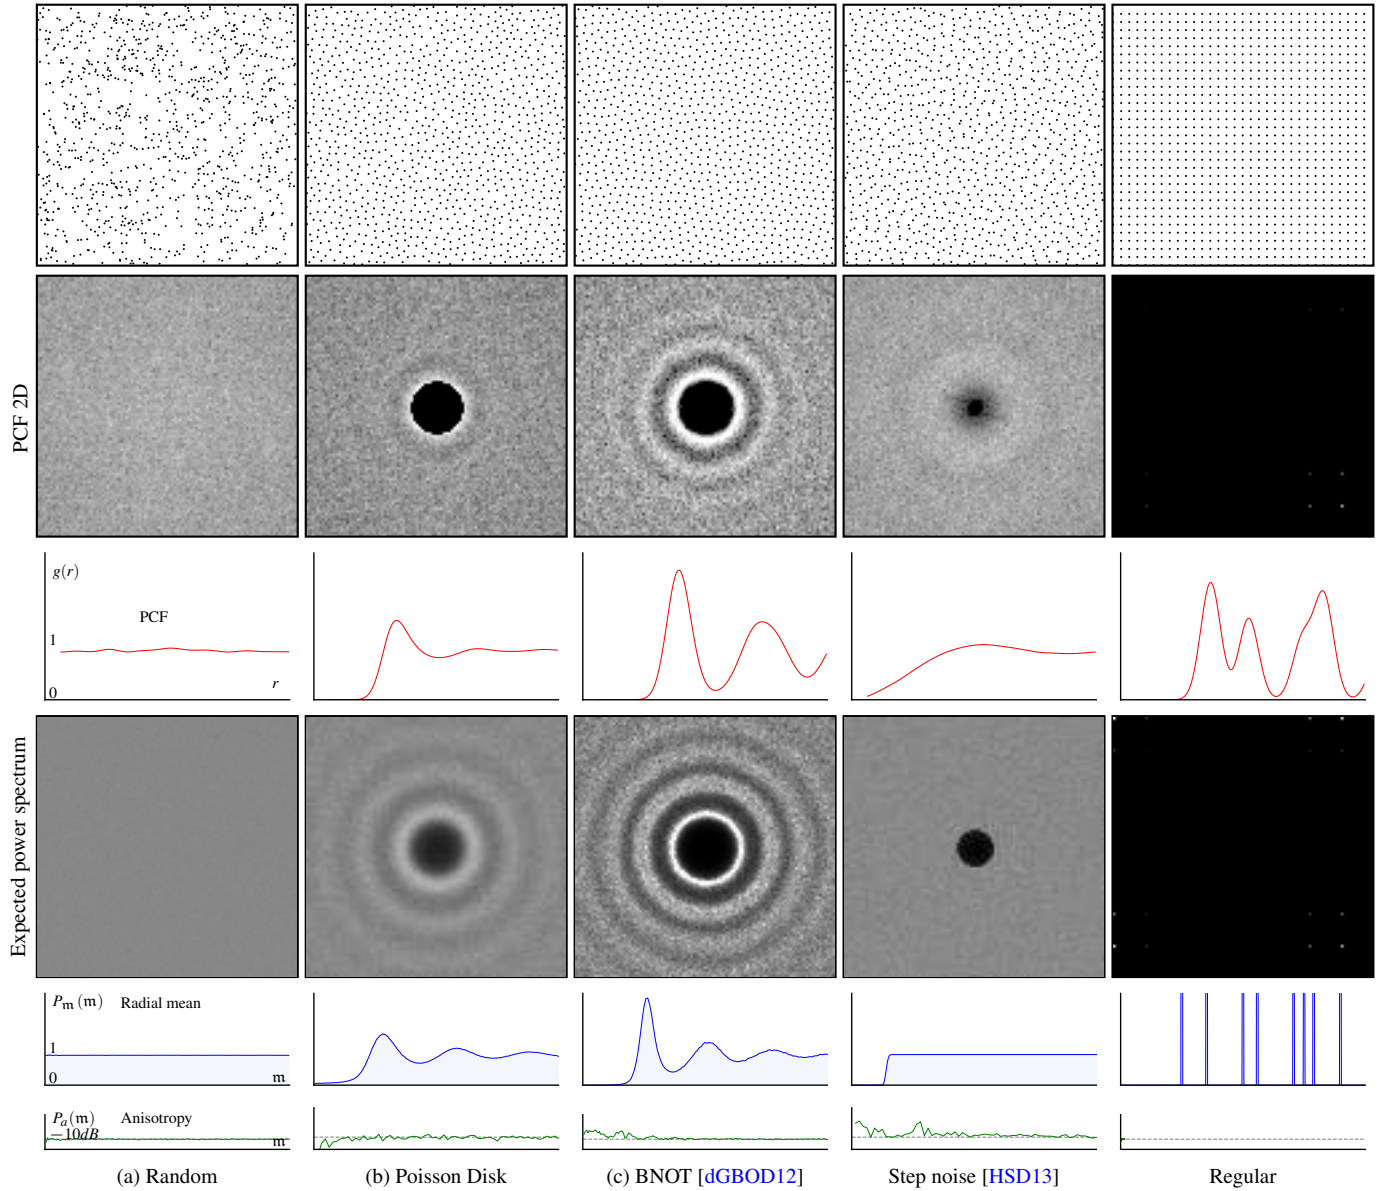 PCF 2D
g(r)
PCF
1
r
0
Expected power spectrum
Pm(m) Radial mean
1
0 m
Pa(m) Anisotropy
−10dB
m
(a) Random (b) Poisson Disk (c) BNOT [dGBOD12] Step noise [HSD13] Regular